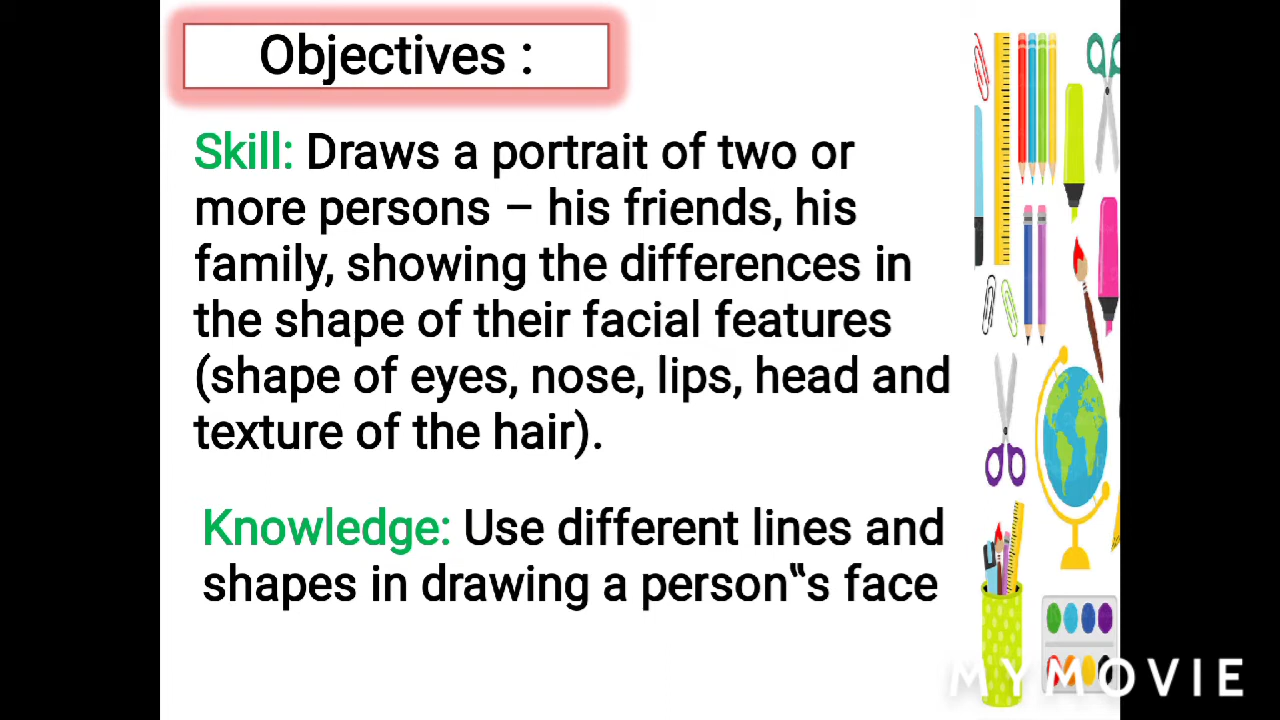 Objectives :
Skill: Draws a portrait of two or
more persons – his friends, his
family, showing the differences in
the shape of their facial features
(shape of eyes, nose, lips, head and
texture of the hair).
Knowledge: Use different lines and
shapes in drawing a person‟s face
MYMOVIE